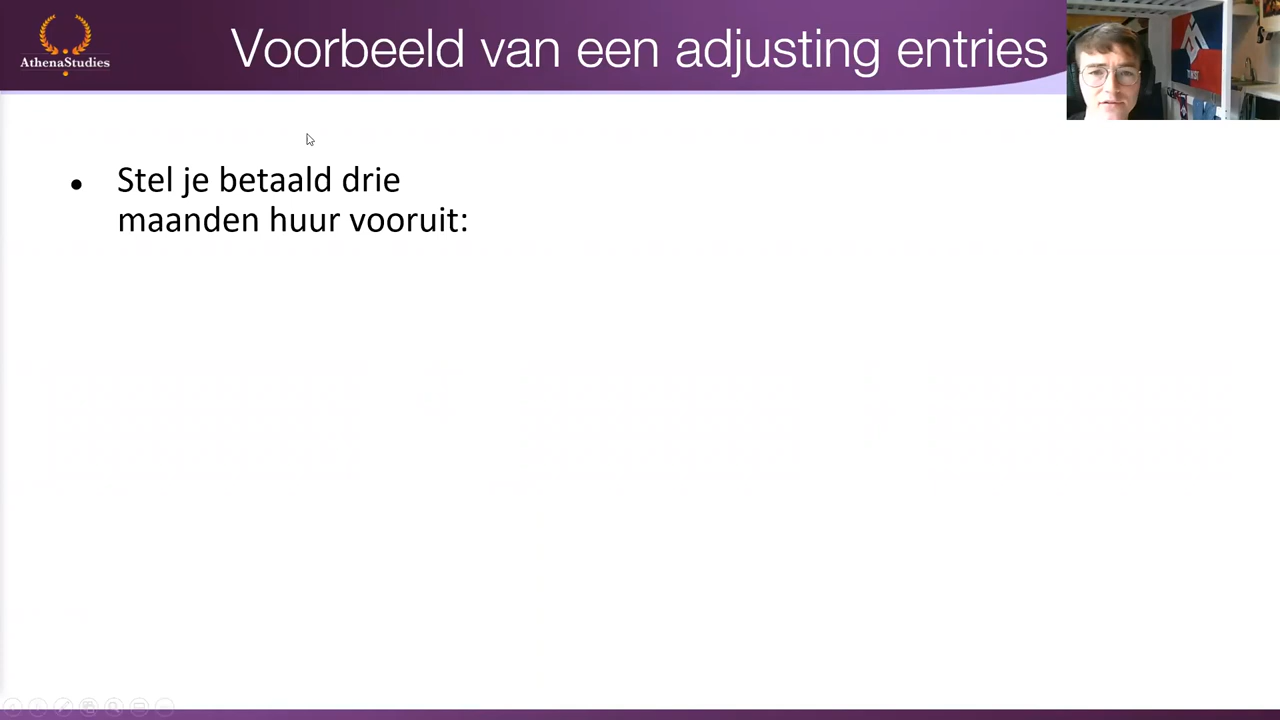 AthenaStudies
Voorbeeld van een adjusting entries
Stel je betaald drie
maanden huur vooruit: